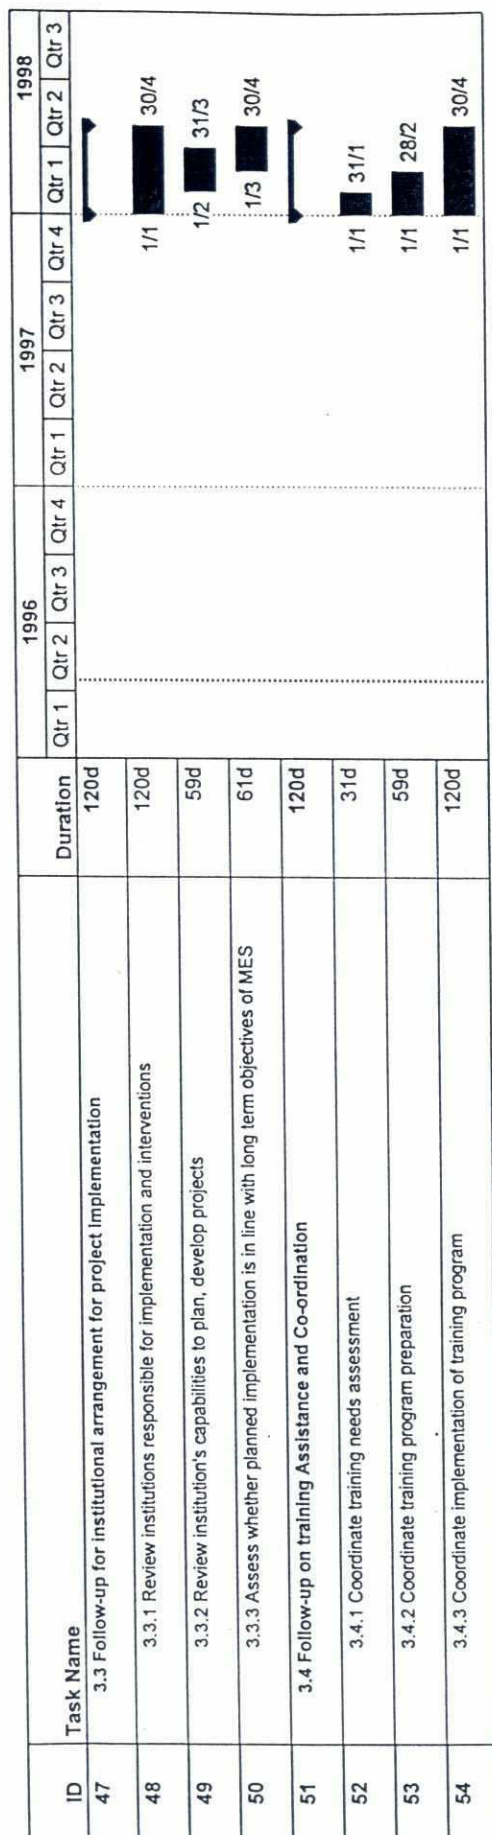 1996 1997 1998
ID Task Name Duration Qtr 1 Qtr 2 Qtr 3 Qtr 4 Qtr 1 Qtr 2 Qtr 3 Qtr 4 Qtr 1 Qtr 2 Qtr 3
47 3.3 Follow-up for institutional arrangement for project Implementation 120d
48 3.3.1 Review institutions responsible for implementation and interventions 120d 1/1 30/4
49 3.3.2 Review institution's capabilities to plan, develop projects 59d 1/2 31/3
50 3.3.3 Assess whether planned implementation is in line with long term objectives of MES 61d 1/3 30/4
51 3.4 Follow-up on training Assistance and Co-ordination 120d
52 3.4.1 Coordinate training needs assessment 31d 1/1 31/1
53 3.4.2 Coordinate training program preparation 59d 1/1 28/2
54 3.4.3 Coordinate implementation of training program 120d 1/1 30/4